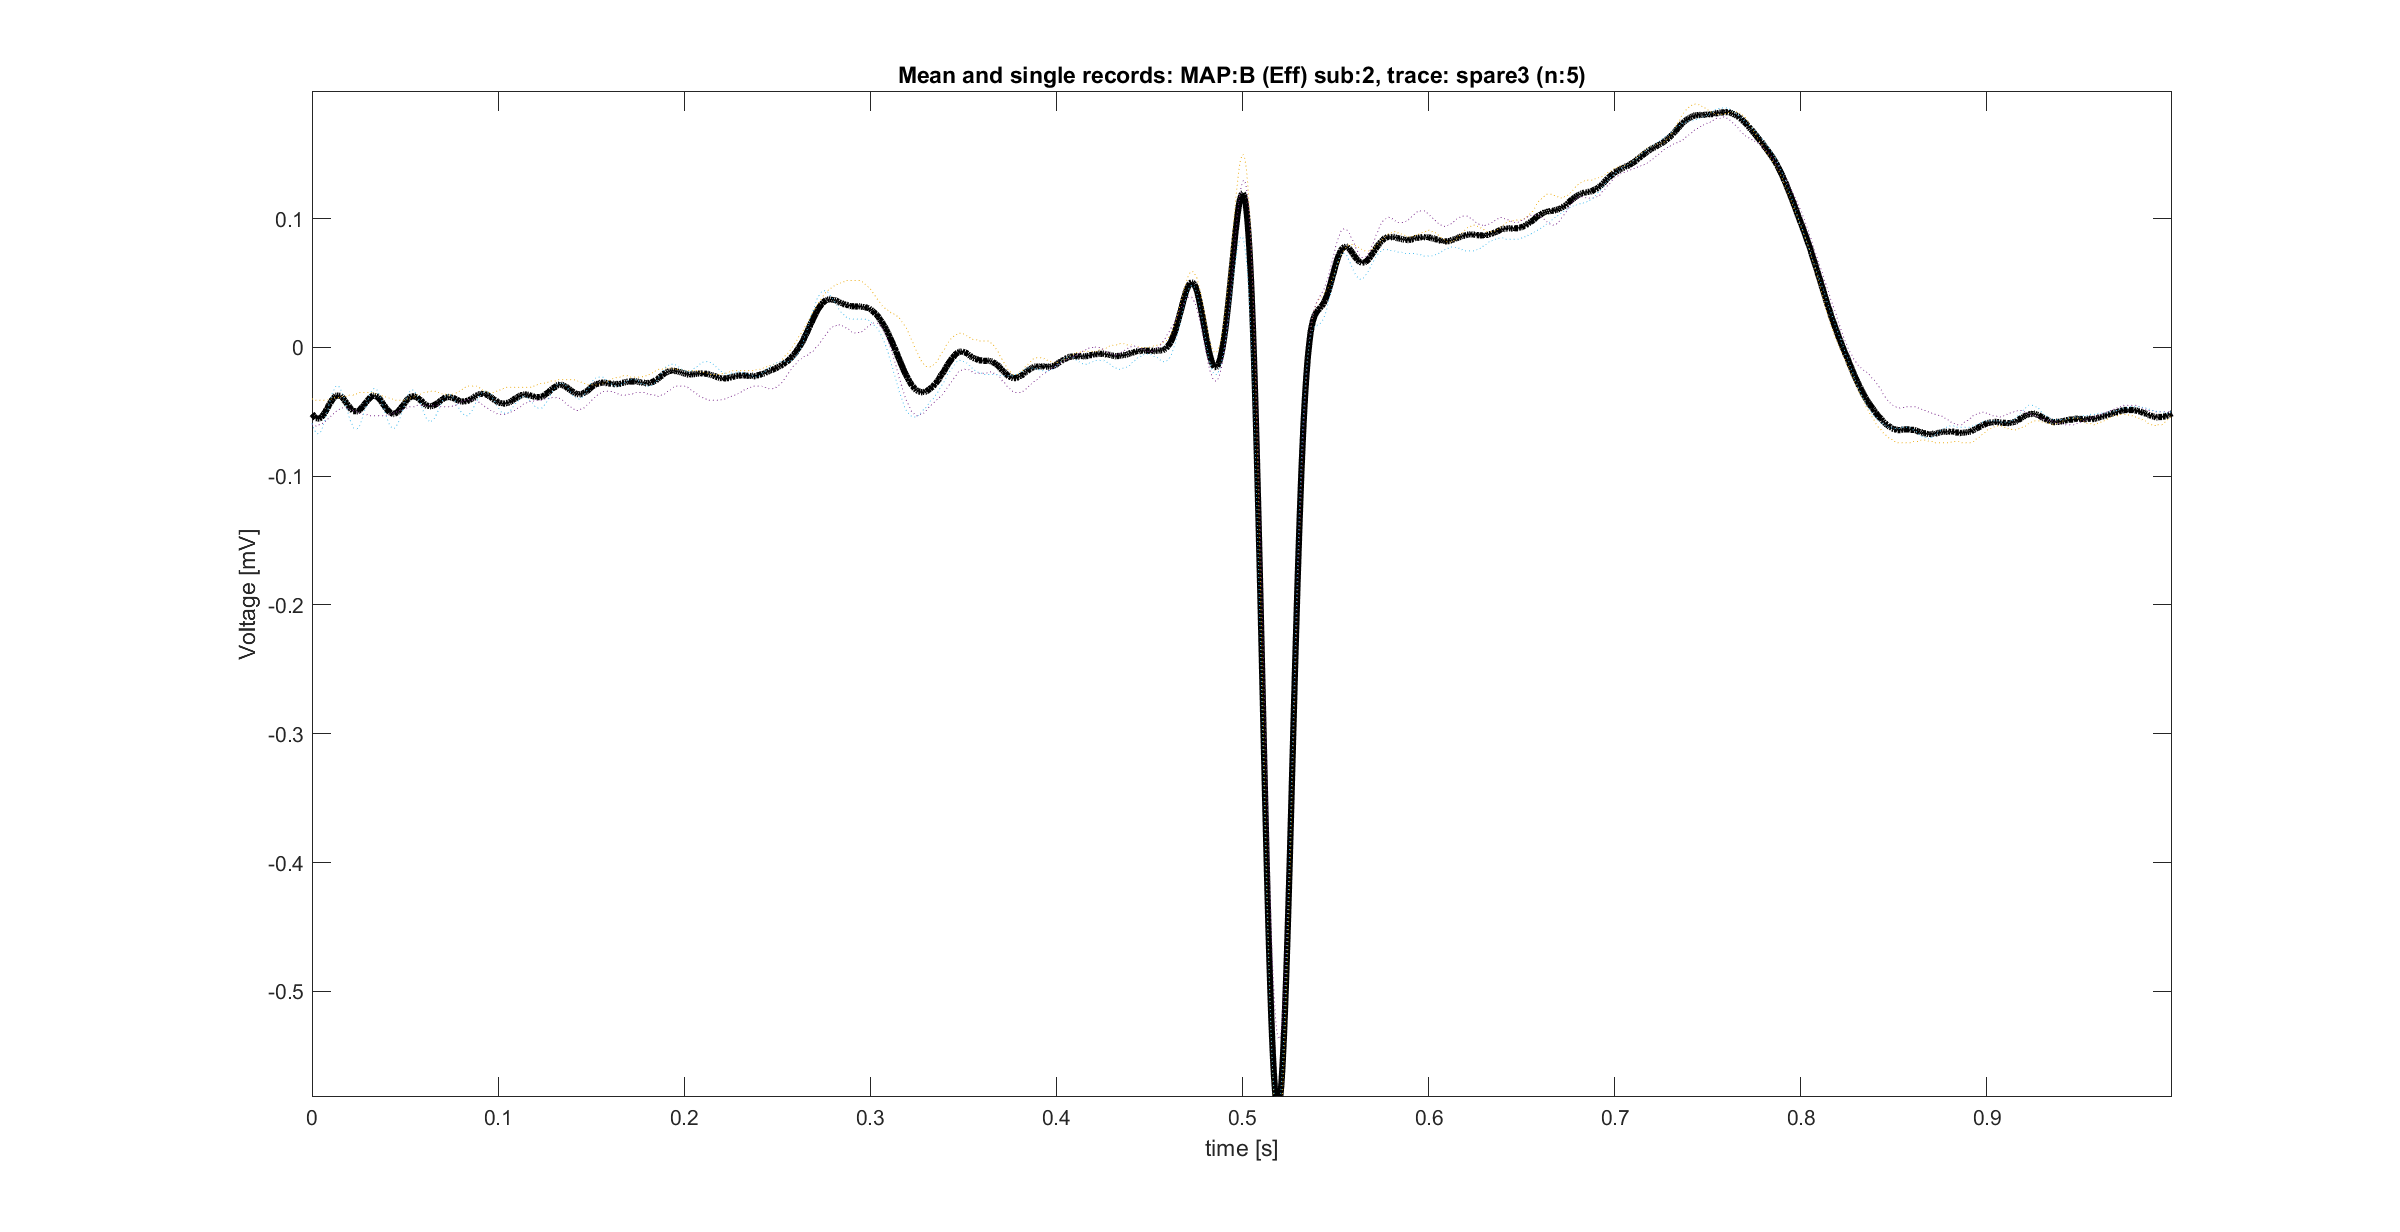 Mean and single records: MAP:B (Eff) sub:2, trace: spare3 (n:5)
0.1
0
-0.1
-0.2
-0.3
-0.4
-0.5
Voltage [mV]
0 0.1 0.2 0.3 0.4 0.5 0.6 0.7 0.8 0.9
time [s]